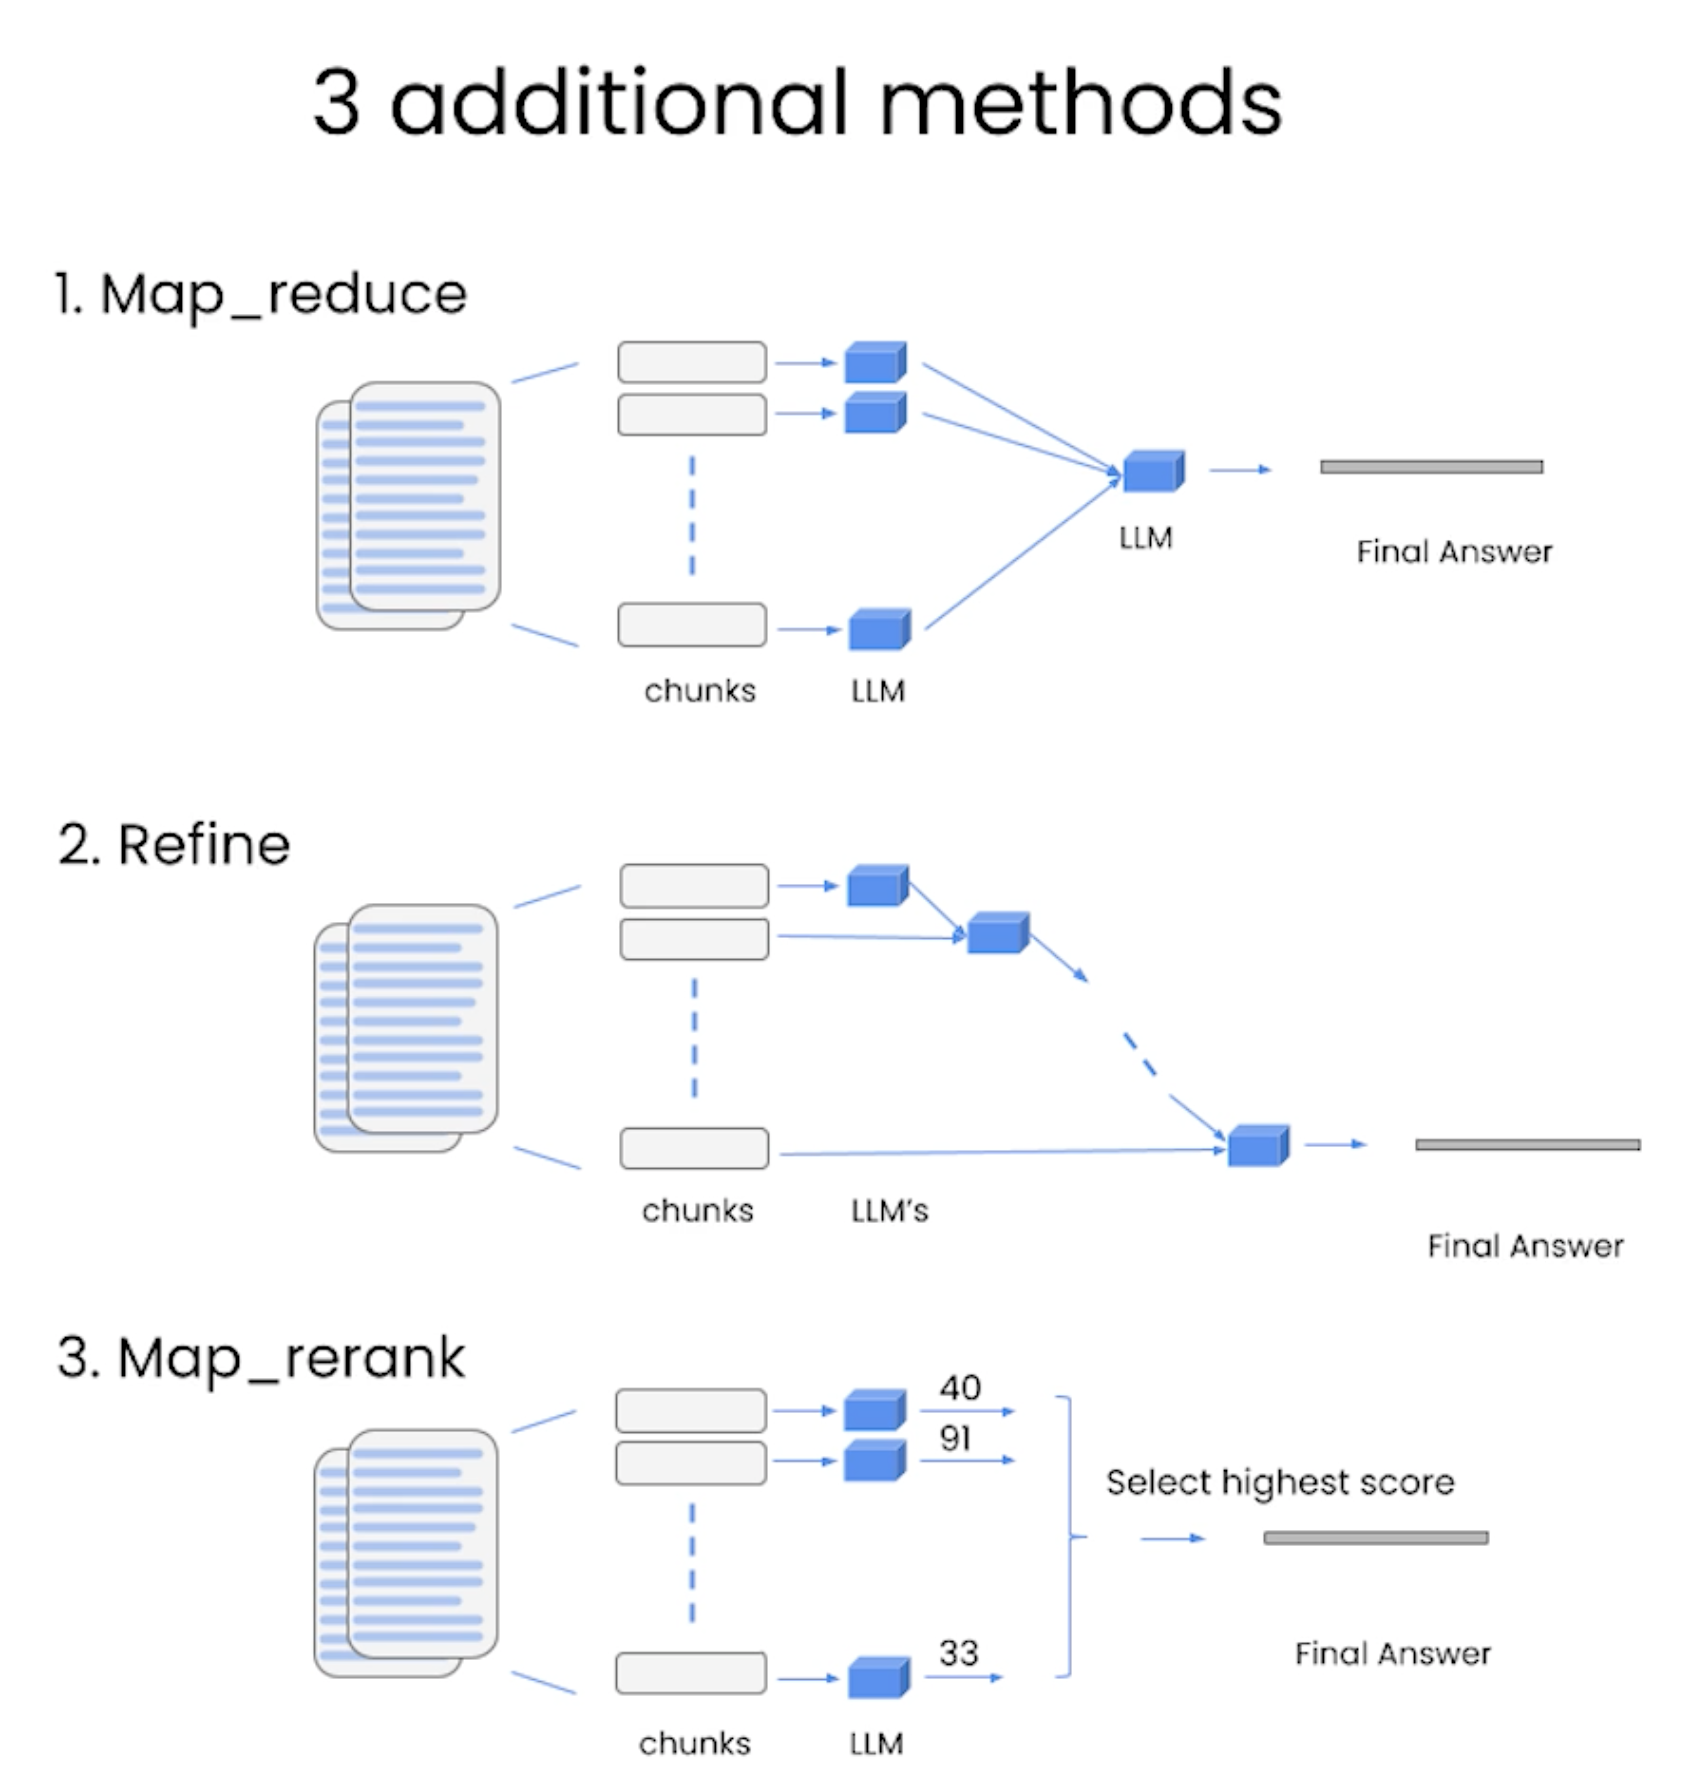 3 additional methods
1. Map_reduce
LLM
Final Answer
chunks
LLM
2. Refine
chunks
LLM's
Final Answer
3. Map_rerank
40
91
Select highest score
33
Final Answer
chunks
LLM